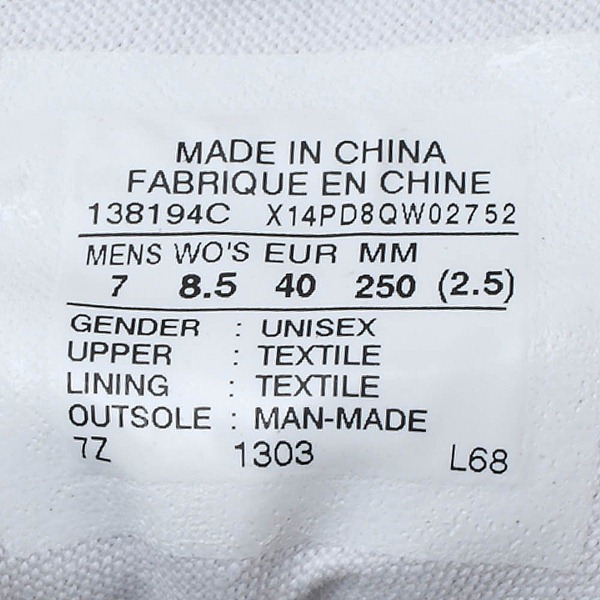 MADE IN CHINA
FABRIQUE EN CHINE
138194C X14PD8QW02752
MENS WO'S EUR MM
7 8.5 40 250 (2.5)
GENDER : UNISEX
UPPER : TEXTILE
LINING : TEXTILE
OUTSOLE : MAN-MADE
7Z 1303 L68